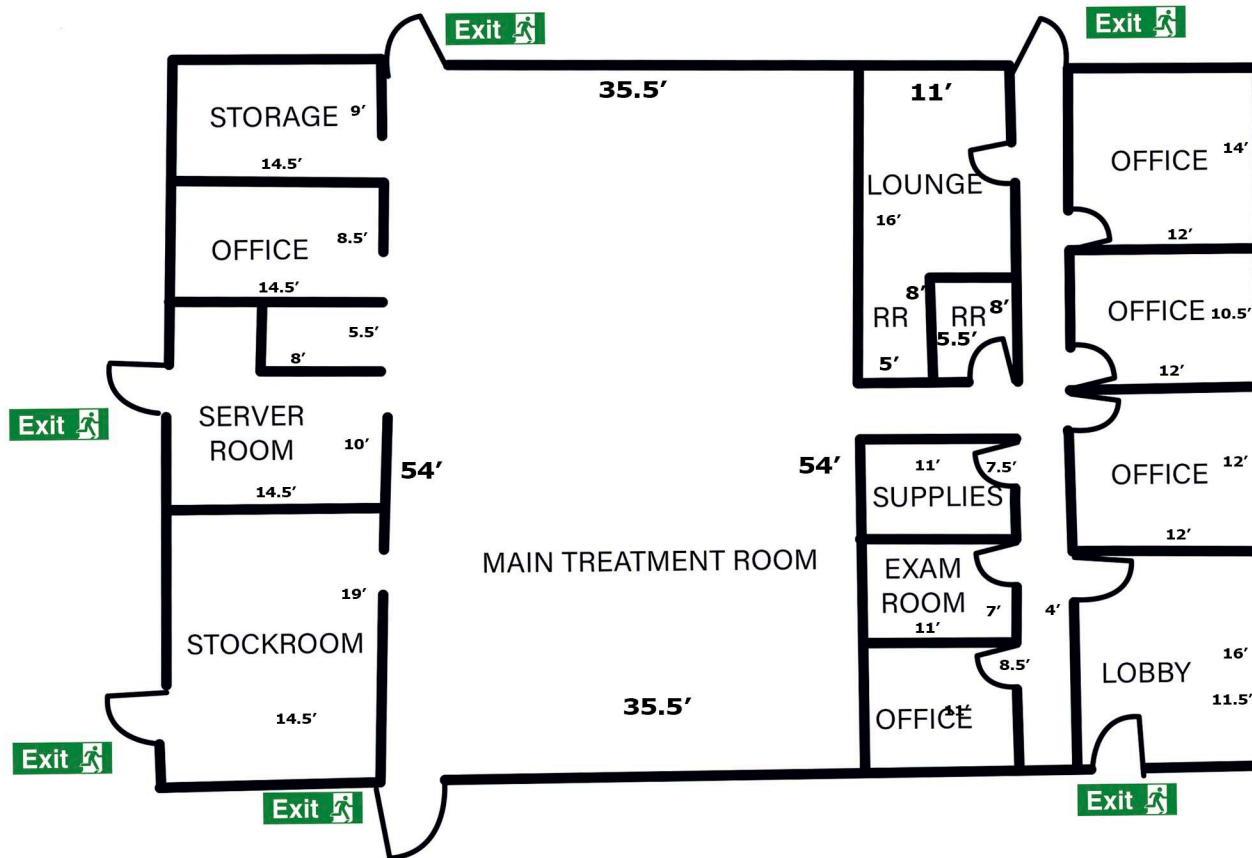 Exit
Exit
35.5'
11'
STORAGE 9'
14.5'
OFFICE 14'
12'
LOUNGE
16'
OFFICE 8.5'
14.5'
8' 8'
RR RR
5.5'
5'
OFFICE 10.5'
12'
5.5'
8'
Exit
SERVER
ROOM
10'
14.5'
54'
54'
11' 7.5'
SUPPLIES
OFFICE 12'
12'
MAIN TREATMENT ROOM
EXAM
ROOM 7'
11'
4'
19'
STOCKROOM
14.5'
35.5'
8.5'
11'
OFFICE
LOBBY 16'
11.5'
Exit
Exit
Exit